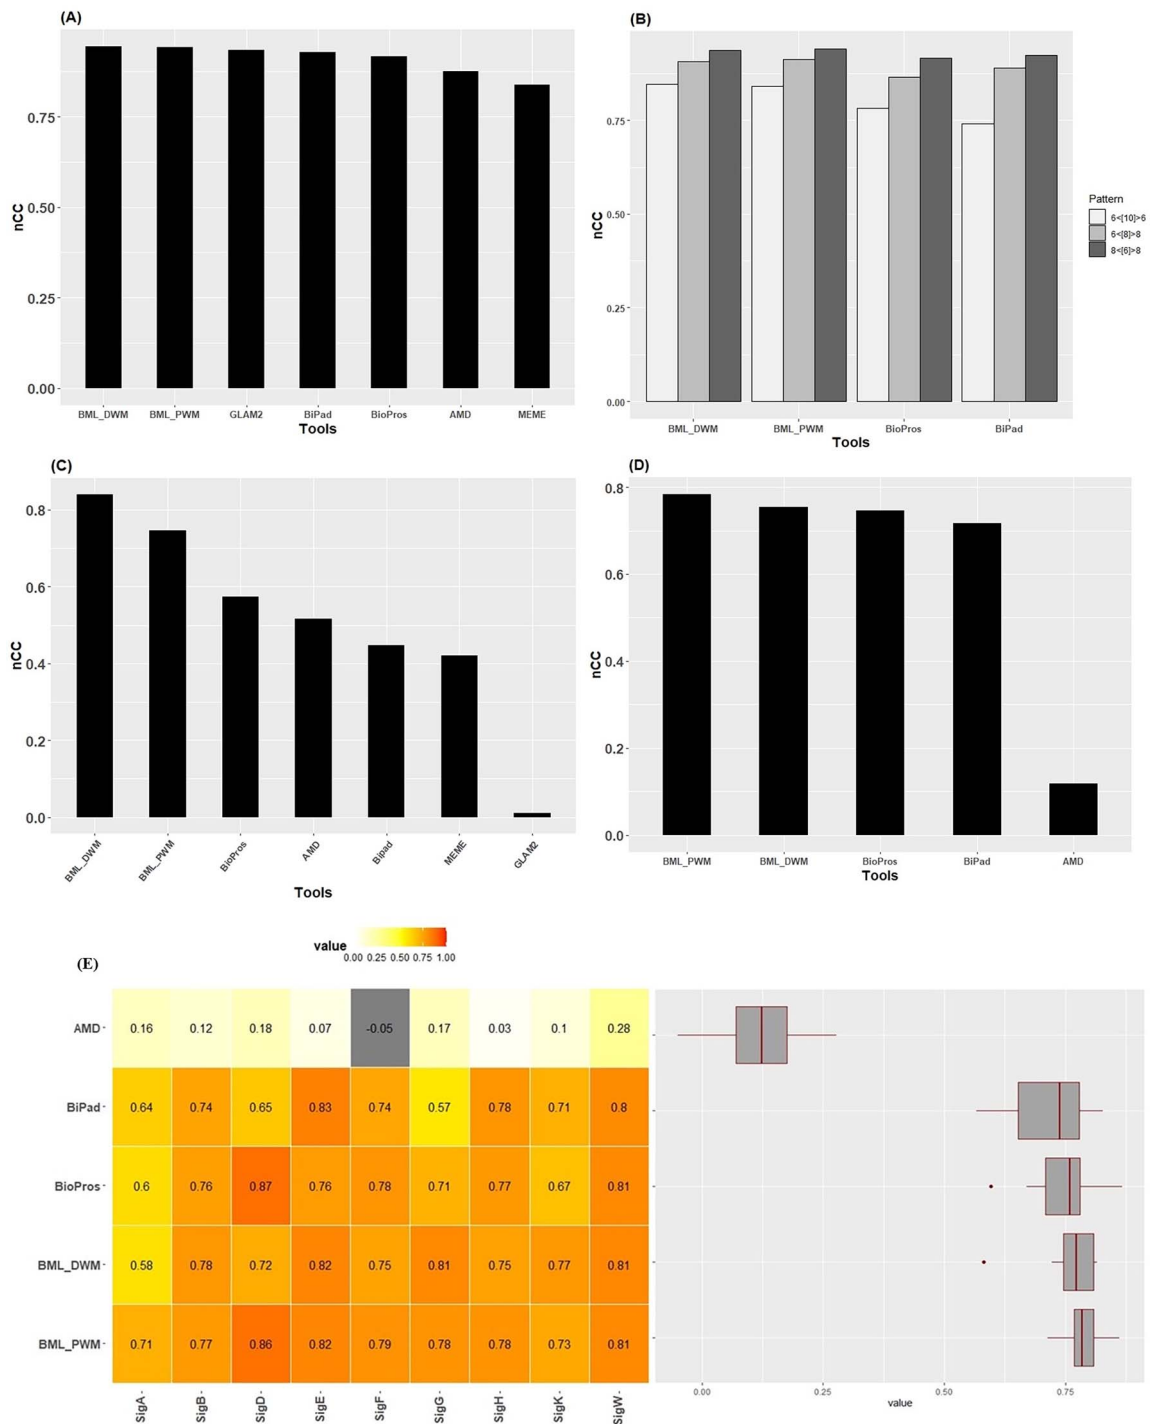 (A)
nCC
0.75
0.50
0.25
0.00
BML_DWM BML_PWM GLAM2 BiPad BioPros AMD MEME
Tools
(B)
nCC
0.75
0.50
0.25
0.00
BML_DWM BML_PWM BioPros BiPad
Tools
Pattern
6<[10]>6
6<[8]>8
8<[6]>8
(C)
nCC
0.8
0.6
0.4
0.2
0.0
BML_DWM BML_PWM BioPros AMD Bipad MEME GLAM2
Tools
(D)
nCC
0.8
0.6
0.4
0.2
0.0
BML_PWM BML_DWM BioPros BiPad AMD
Tools
(E)
value
0.00 0.25 0.50 0.75 1.00
AMD 0.16 0.12 0.18 0.07 -0.05 0.17 0.03 0.1 0.28
BiPad 0.64 0.74 0.65 0.83 0.74 0.57 0.78 0.71 0.8
BioPros 0.6 0.76 0.87 0.76 0.78 0.71 0.77 0.67 0.81
BML_DWM 0.58 0.78 0.72 0.82 0.75 0.81 0.75 0.77 0.81
BML_PWM 0.71 0.77 0.86 0.82 0.79 0.78 0.78 0.73 0.81
SigA SigB SigD SigE SigF SigG SigH SigK SigW
0.00 0.25 0.50 0.75
value